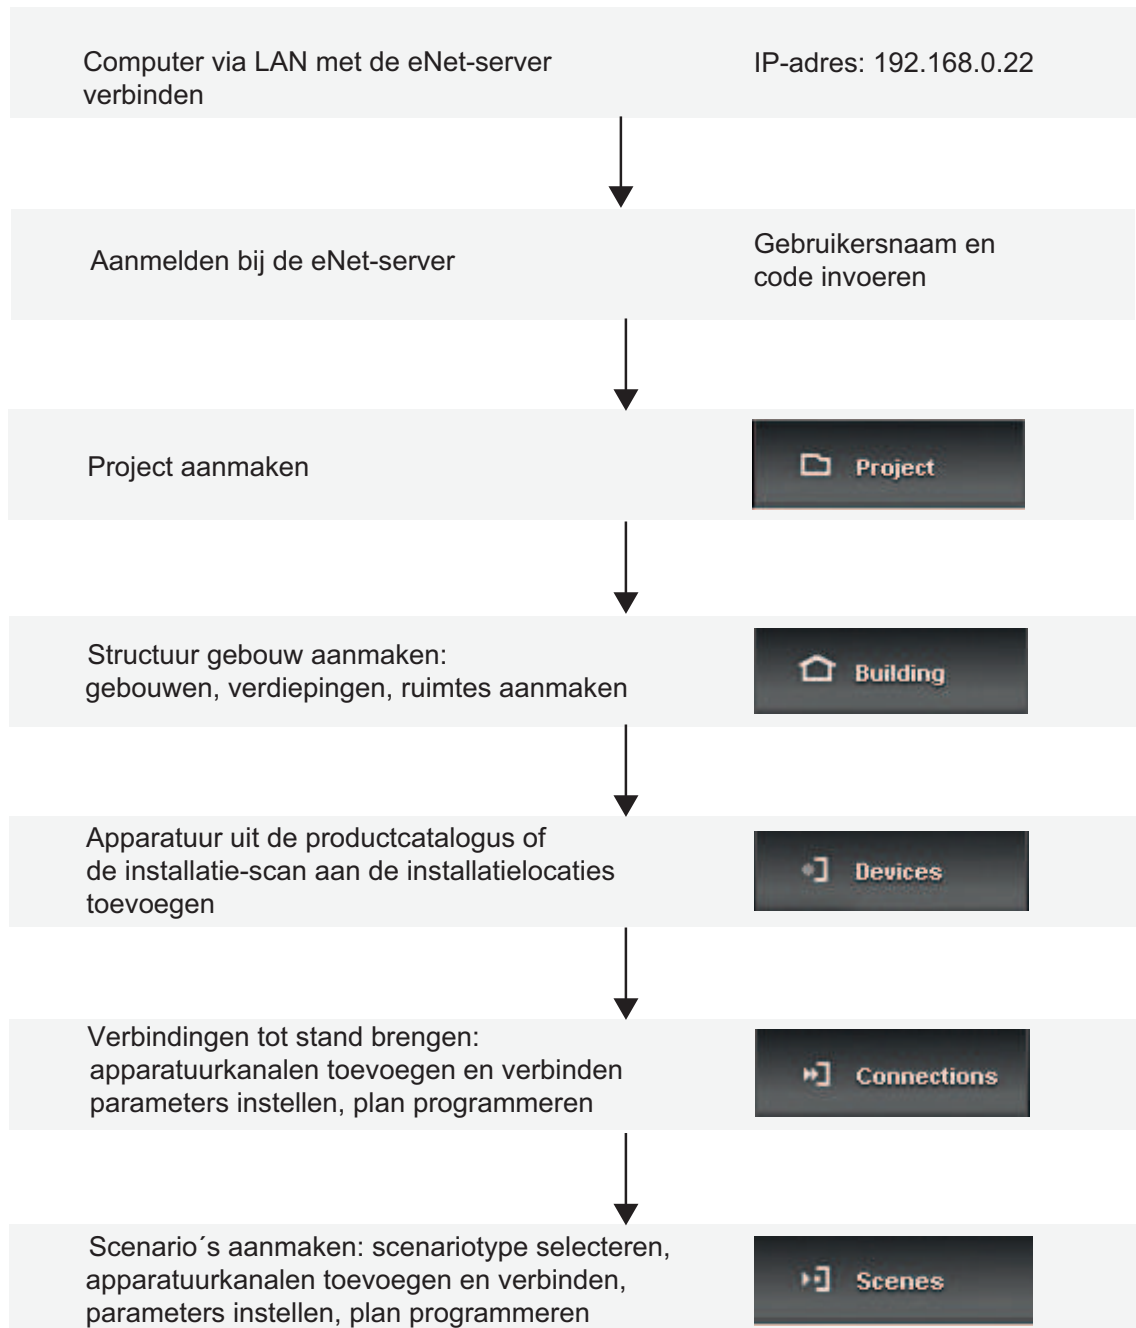 Computer via LAN met de eNet-server
verbinden
IP-adres: 192.168.0.22
Aanmelden bij de eNet-server
Gebruikersnaam en
code invoeren
Project aanmaken
Project
Structuur gebouw aanmaken:
gebouwen, verdiepingen, ruimtes aanmaken
Building
Apparatuur uit de productcatalogus of
de installatie-scan aan de installatielocaties
toevoegen
Devices
Verbindingen tot stand brengen:
apparatuurkanalen toevoegen en verbinden
parameters instellen, plan programmeren
Connections
Scenario´s aanmaken: scenariotype selecteren,
apparatuurkanalen toevoegen en verbinden,
parameters instellen, plan programmeren
Scenes